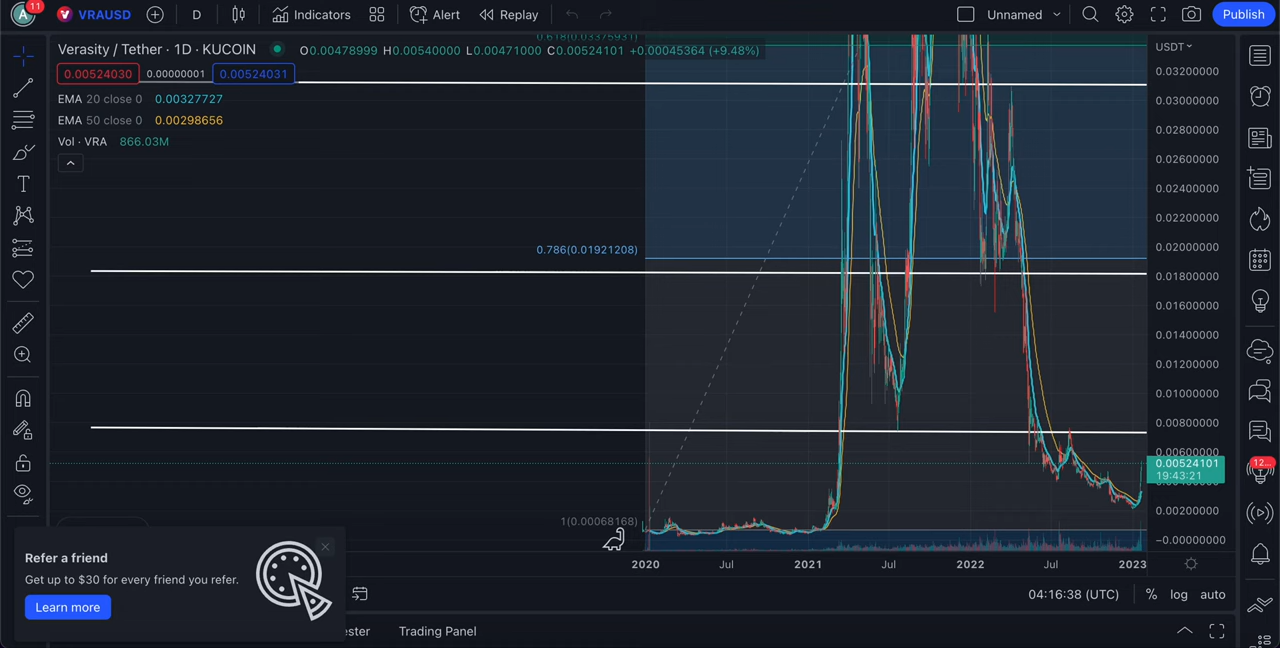 A 11 VRAUSD D Indicators Alert Replay Unnamed Publish
0.618(0.03375931)
Verasity / Tether · 1D · KUCOIN O0.00478999 H0.00540000 L0.00471000 C0.00524101 +0.00045364 (+9.48%) USDT
0.00524030 0.00000001 0.00524031
EMA 20 close 0 0.00327727
EMA 50 close 0 0.00298656
Vol · VRA 866.03M
0.03200000
0.03000000
0.02800000
0.02600000
0.02400000
0.02200000
0.02000000
0.786(0.01921208)
0.01800000
0.01600000
0.01400000
0.01200000
0.01000000
0.00800000
0.00600000
0.00524101
19:43:21
12...
0.00200000
1(0.00068168)
−0.00000000
2020 Jul 2021 Jul 2022 Jul 2023
Refer a friend
Get up to $30 for every friend you refer.
Learn more
04:16:38 (UTC) % log auto
ester Trading Panel